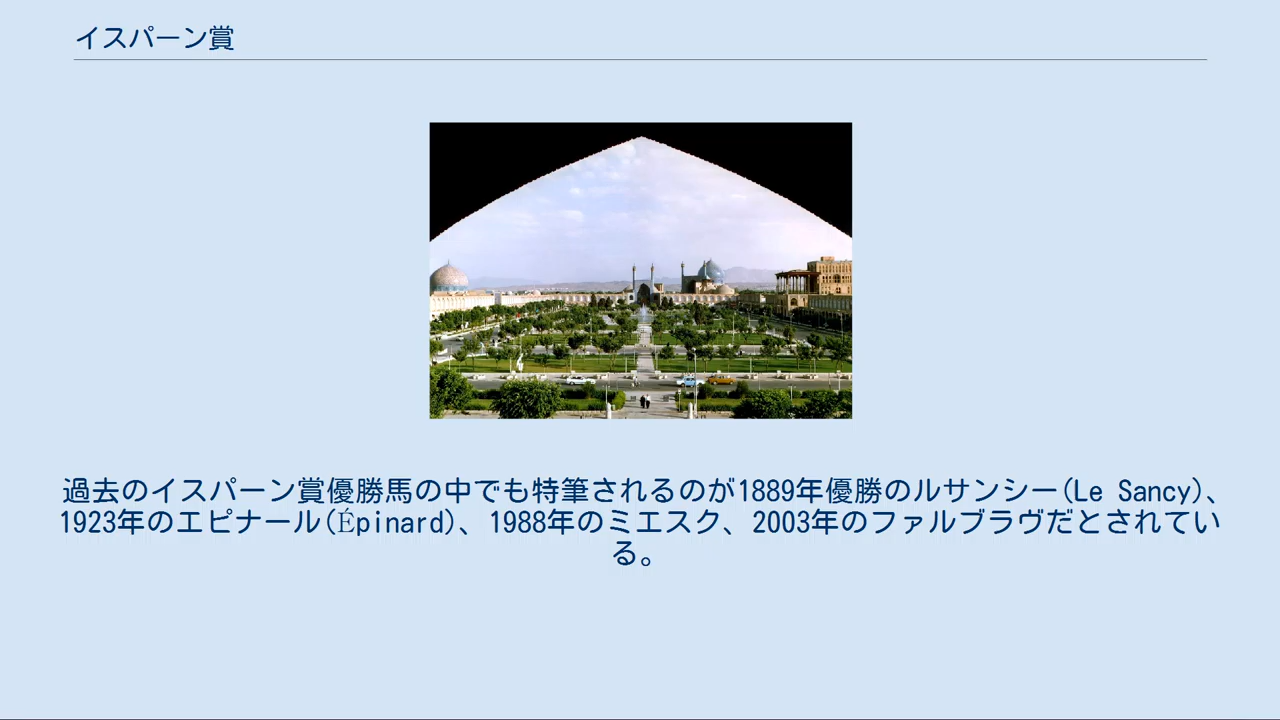 イスパーン賞
過去のイスパーン賞優勝馬の中でも特筆されるのが1889年優勝のルサンシー(Le Sancy)、
1923年のエピナール(Épinard)、1988年のミエスク、2003年のファルブラヴだとされてい
る。